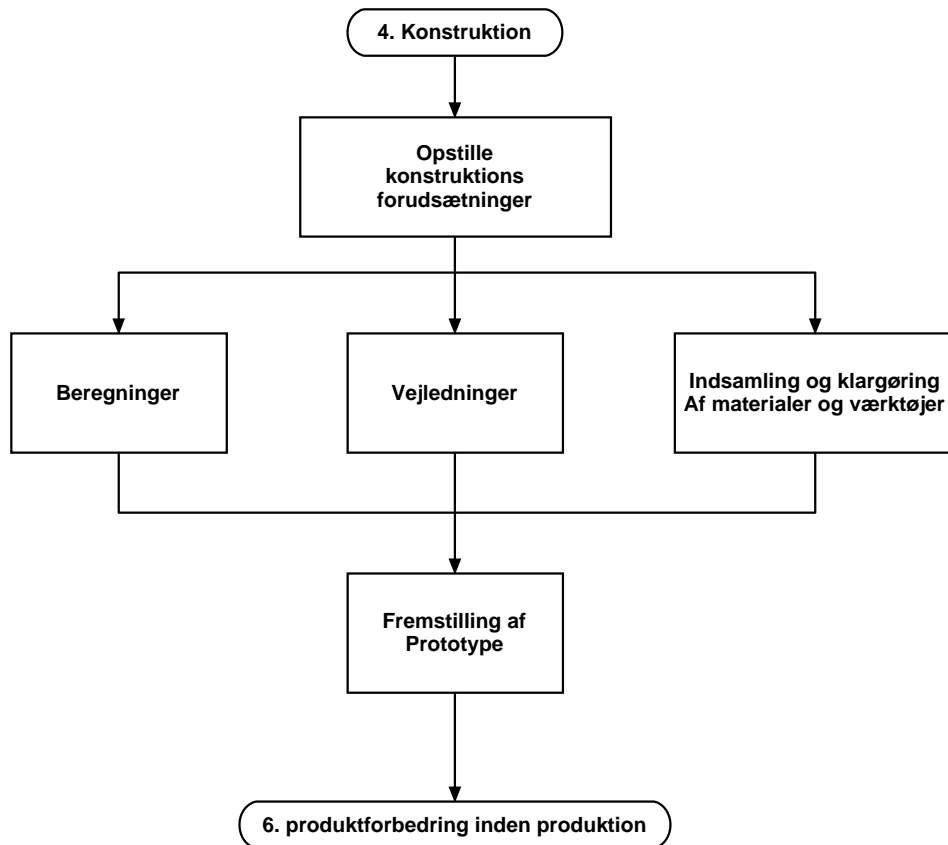 4. Konstruktion
Opstille
konstruktions
forudsætninger
Beregninger
Vejledninger
Indsamling og klargøring
Af materialer og værktøjer
Fremstilling af
Prototype
6. produktforbedring inden produktion